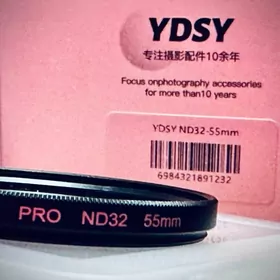 YDSY
专注攝影配件10余年
Focus onphotography accessories
for more than10 years
YDSY ND32-55mm
6984321891232
PRO ND32 55mm